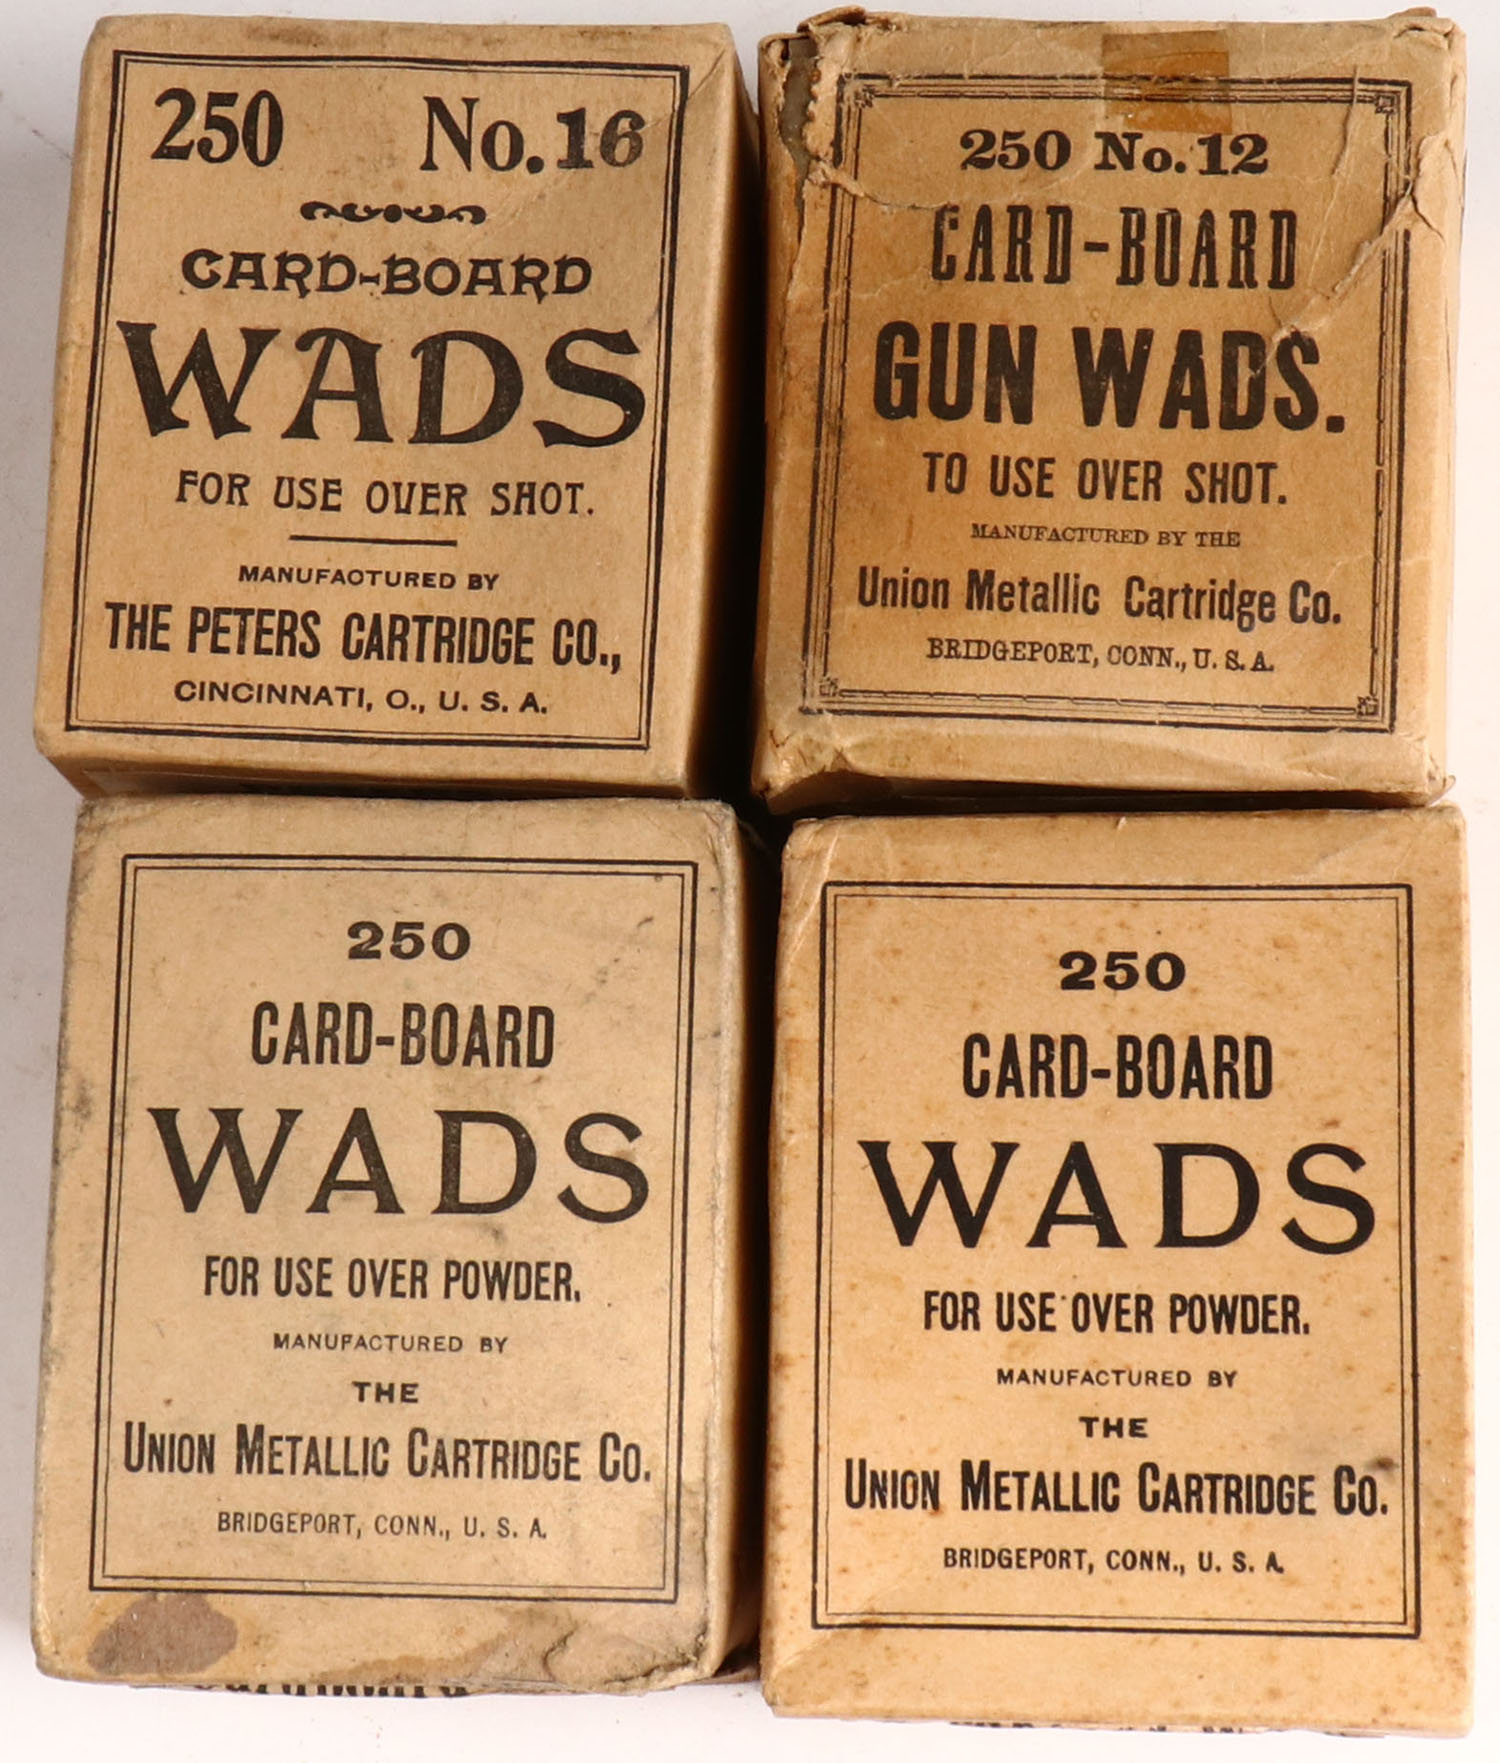 250 No. 16
CARD-BOARD
WADS
FOR USE OVER SHOT.
MANUFACTURED BY
THE PETERS CARTRIDGE CO.,
CINCINNATI, O., U. S. A.
250 No. 12
CARD-BOARD
GUN WADS.
TO USE OVER SHOT.
MANUFACTURED BY THE
Union Metallic Cartridge Co.
BRIDGEPORT, CONN., U. S. A.
250
CARD-BOARD
WADS
FOR USE OVER POWDER.
MANUFACTURED BY
THE
UNION METALLIC CARTRIDGE CO.
BRIDGEPORT, CONN., U. S. A.
250
CARD-BOARD
WADS
FOR USE OVER POWDER.
MANUFACTURED BY
THE
UNION METALLIC CARTRIDGE CO.
BRIDGEPORT, CONN., U. S. A.